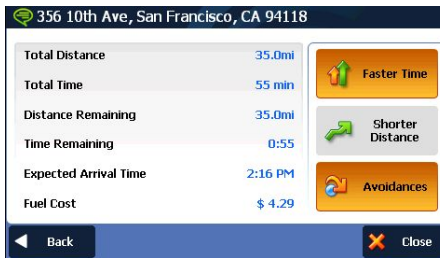 356 10th Ave, San Francisco, CA 94118
Total Distance 35.0mi
Total Time 55 min
Distance Remaining 35.0mi
Time Remaining 0:55
Expected Arrival Time 2:16 PM
Fuel Cost $ 4.29
Faster Time
Shorter
Distance
Avoidances
Back
Close